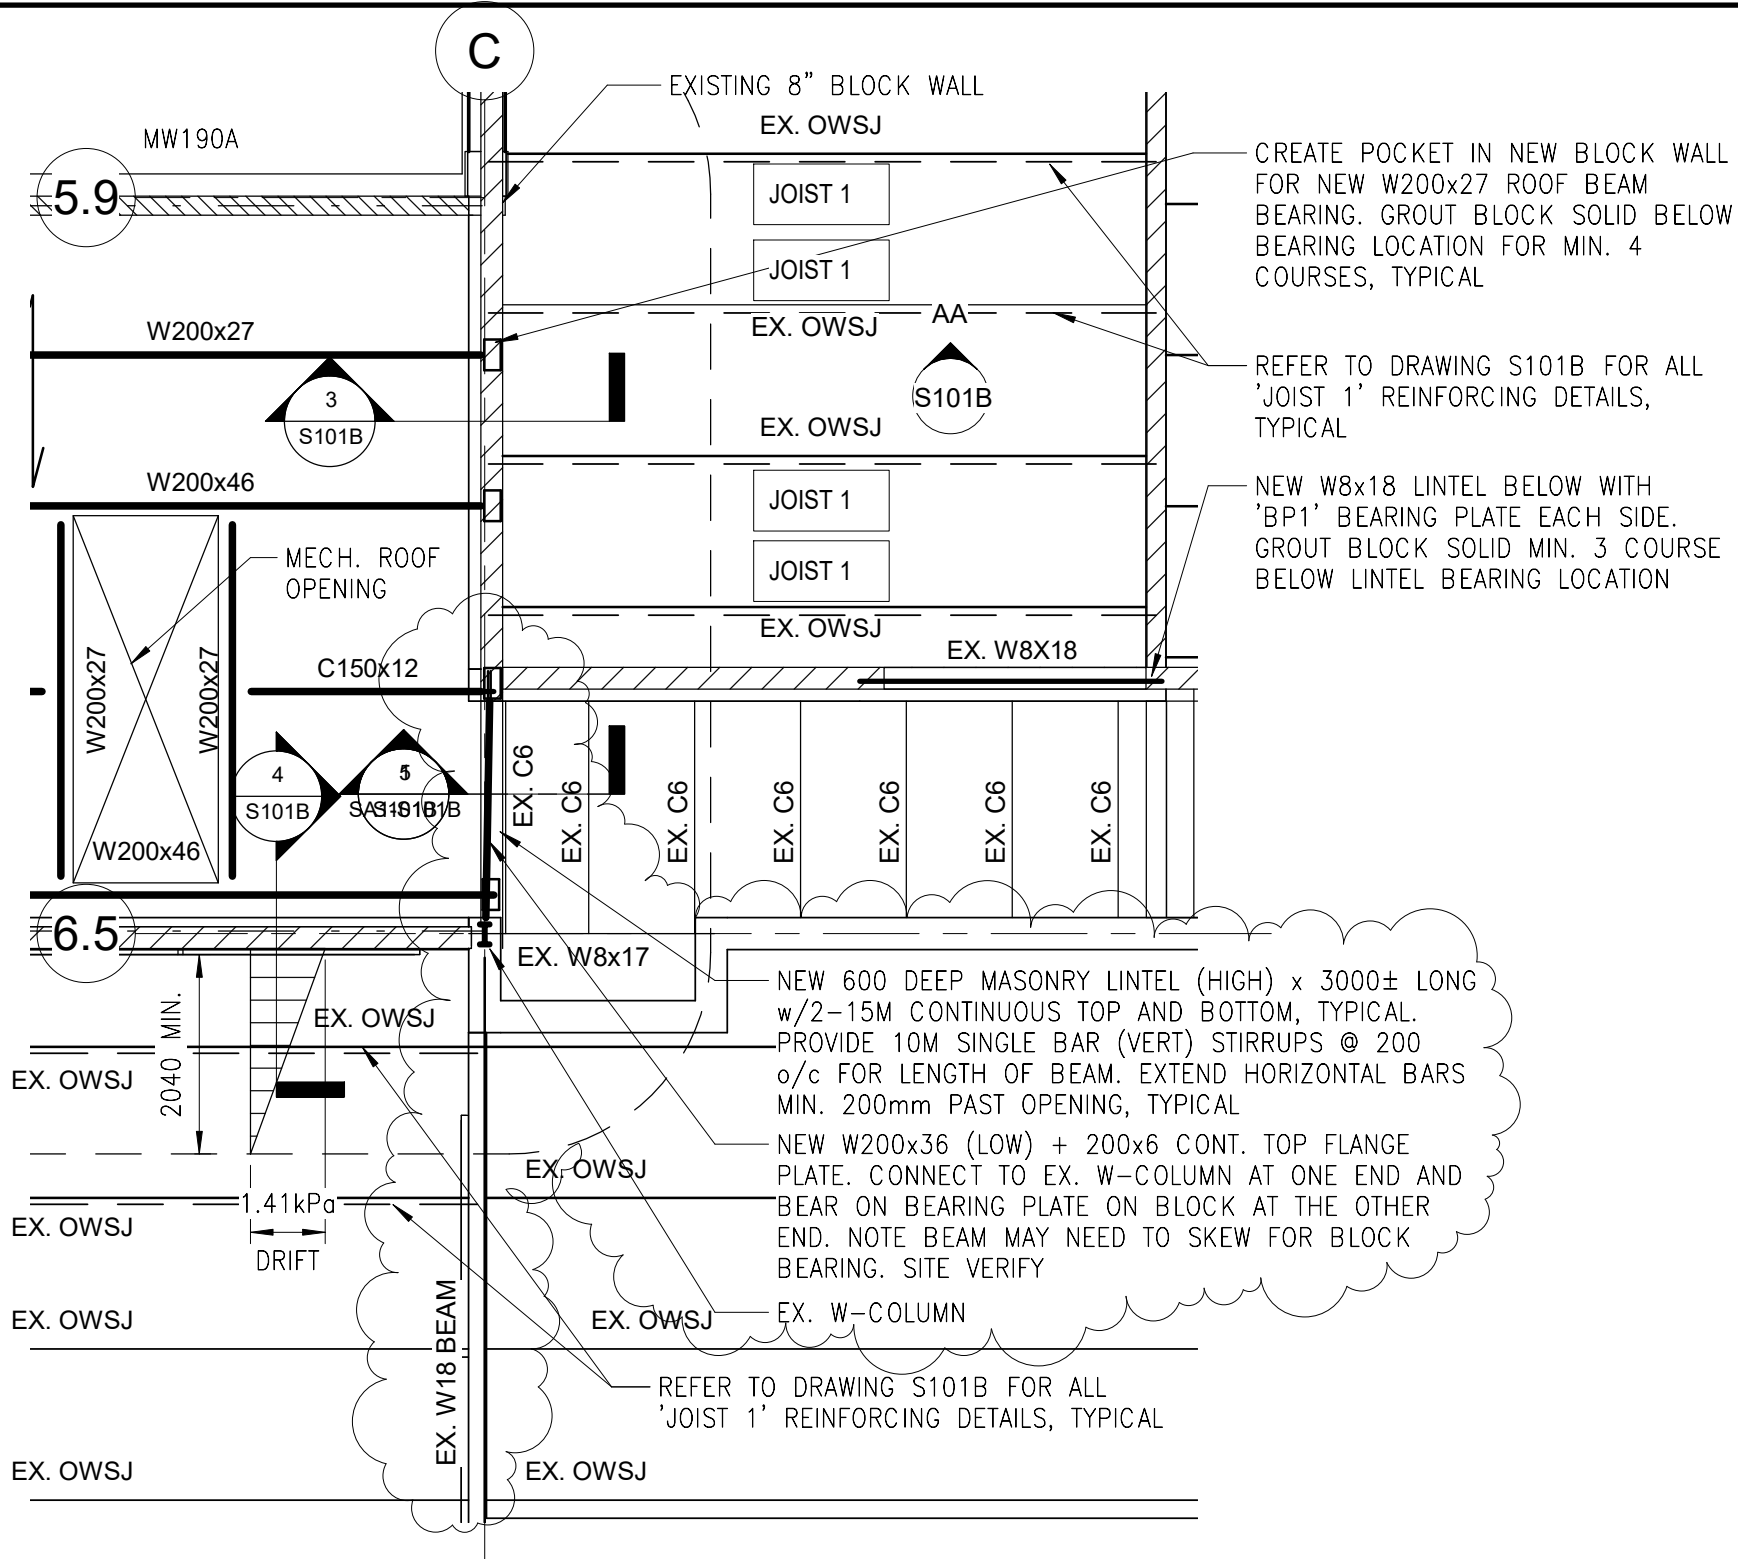 C
EXISTING 8" BLOCK WALL
MW190A
EX. OWSJ
5.9
JOIST 1
JOIST 1
CREATE POCKET IN NEW BLOCK WALL
FOR NEW W200x27 ROOF BEAM
BEARING. GROUT BLOCK SOLID BELOW
BEARING LOCATION FOR MIN. 4
COURSES, TYPICAL
W200x27
EX. OWSJ
AA
S101B
3
S101B
REFER TO DRAWING S101B FOR ALL
'JOIST 1' REINFORCING DETAILS,
TYPICAL
EX. OWSJ
W200x46
JOIST 1
JOIST 1
NEW W8x18 LINTEL BELOW WITH
'BP1' BEARING PLATE EACH SIDE.
GROUT BLOCK SOLID MIN. 3 COURSE
BELOW LINTEL BEARING LOCATION
MECH. ROOF
OPENING
EX. OWSJ
EX. W8X18
W200x27
W200x27
C150x12
4
S101B
5
S101B
W200x46
EX. C6
EX. C6
EX. C6
EX. C6
EX. C6
EX. C6
EX. C6
6.5
EX. W8x17
NEW 600 DEEP MASONRY LINTEL (HIGH) x 3000± LONG
w/2-15M CONTINUOUS TOP AND BOTTOM, TYPICAL.
PROVIDE 10M SINGLE BAR (VERT) STIRRUPS @ 200
o/c FOR LENGTH OF BEAM. EXTEND HORIZONTAL BARS
MIN. 200mm PAST OPENING, TYPICAL
2040 MIN.
EX. OWSJ
EX. OWSJ
NEW W200x36 (LOW) + 200x6 CONT. TOP FLANGE
PLATE. CONNECT TO EX. W-COLUMN AT ONE END AND
BEAR ON BEARING PLATE ON BLOCK AT THE OTHER
END. NOTE BEAM MAY NEED TO SKEW FOR BLOCK
BEARING. SITE VERIFY
EX. OWSJ
1.41kPa
DRIFT
EX. OWSJ
EX. OWSJ
EX. W18 BEAM
EX. OWSJ
EX. W-COLUMN
REFER TO DRAWING S101B FOR ALL
'JOIST 1' REINFORCING DETAILS, TYPICAL
EX. OWSJ
EX. OWSJ